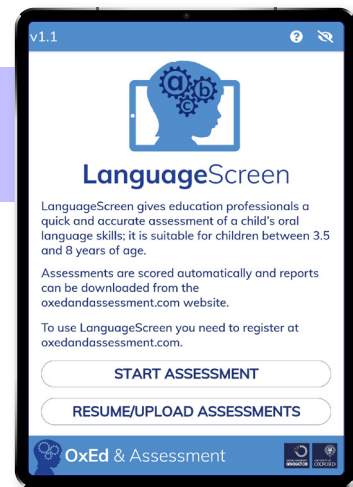 v1.1
a b
c
LanguageScreen
LanguageScreen gives education professionals a
quick and accurate assessment of a child's oral
language skills; it is suitable for children between 3.5
and 8 years of age.
Assessments are scored automatically and reports
can be downloaded from the
oxedandassessment.com website.
To use LanguageScreen you need to register at
oxedandassessment.com.
START ASSESSMENT
RESUME/UPLOAD ASSESSMENTS
OxEd & Assessment
INNOVATION
OXFORD